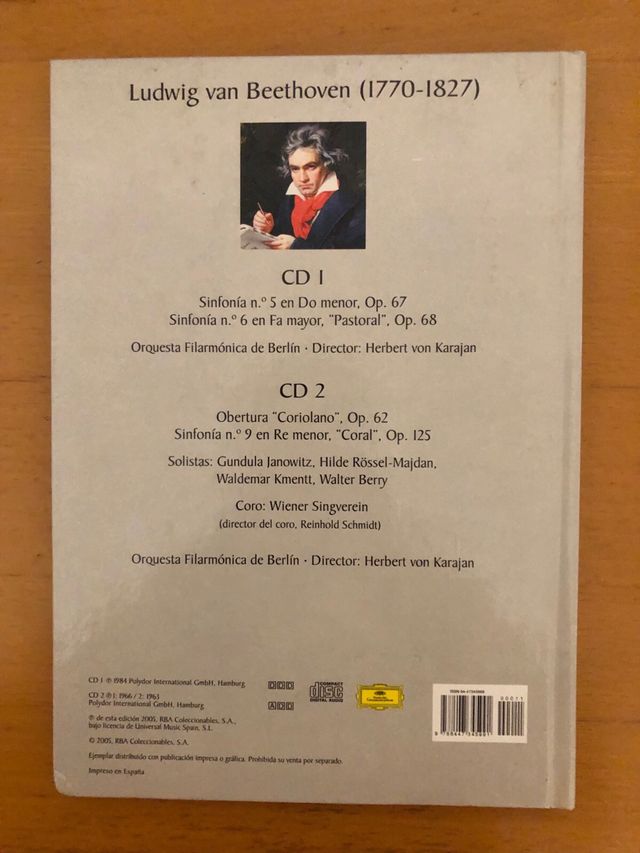 Ludwig van Beethoven (1770-1827)
CD 1
Sinfonía n.º 5 en Do menor, Op. 67
Sinfonía n.º 6 en Fa mayor, "Pastoral", Op. 68
Orquesta Filarmónica de Berlín · Director: Herbert von Karajan
CD 2
Obertura "Coriolano", Op. 62
Sinfonía n.º 9 en Re menor, "Coral", Op. 125
Solistas: Gundula Janowitz, Hilde Rössel-Majdan,
Waldemar Kmentt, Walter Berry
Coro: Wiener Singverein
(director del coro, Reinhold Schmidt)
Orquesta Filarmónica de Berlín · Director: Herbert von Karajan
CD 1 ℗ 1984 Polydor International GmbH, Hamburg
CD 2 ℗ 1: 1966 / 2: 1963
Polydor International GmbH, Hamburg
℗ de esta edición 2005, RBA Coleccionables, S.A.,
bajo licencia de Universal Music Spain, S.L.
© 2005, RBA Coleccionables, S.A.
Ejemplar distribuido con publicación impresa o gráfica. Prohibida su venta por separado.
Impreso en España
DDD
ADD
COMPACT
disc
DIGITAL AUDIO
00011